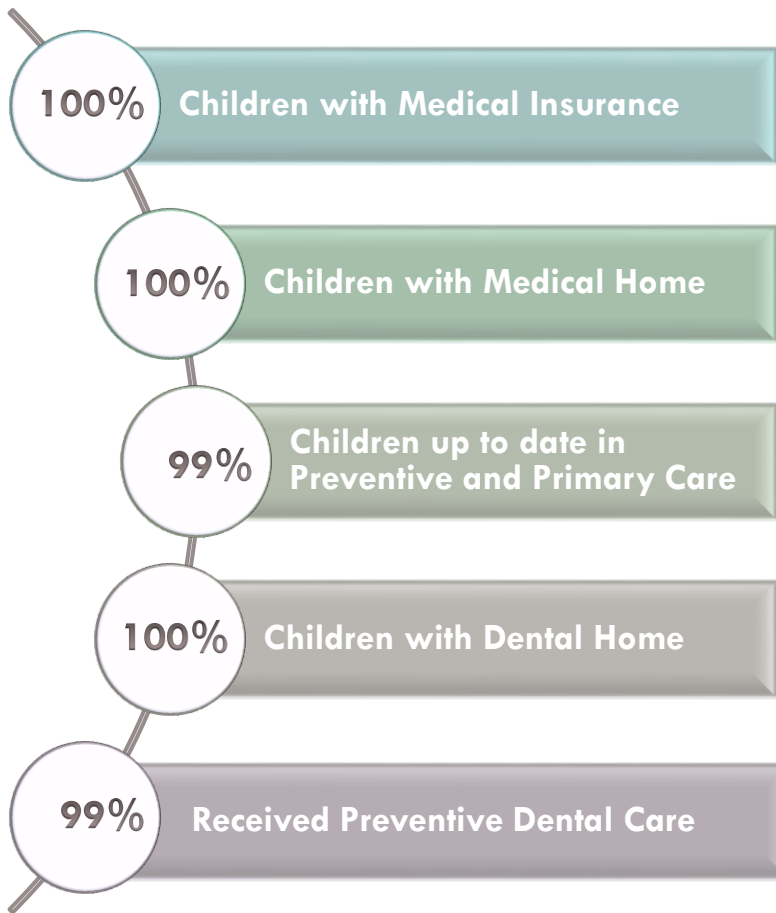 100% Children with Medical Insurance
100% Children with Medical Home
99% Children up to date in
Preventive and Primary Care
100% Children with Dental Home
99% Received Preventive Dental Care